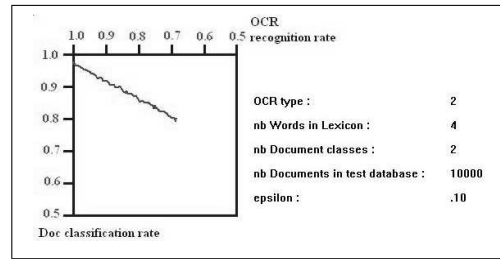 OCR
recognition rate
1.0 0.9 0.8 0.7 0.6 0.5
1.0
0.9
0.8
0.7
0.6
0.5
Doc classification rate
OCR type : 2
nb Words in Lexicon : 4
nb Document classes : 2
nb Documents in test database : 10000
epsilon : .10